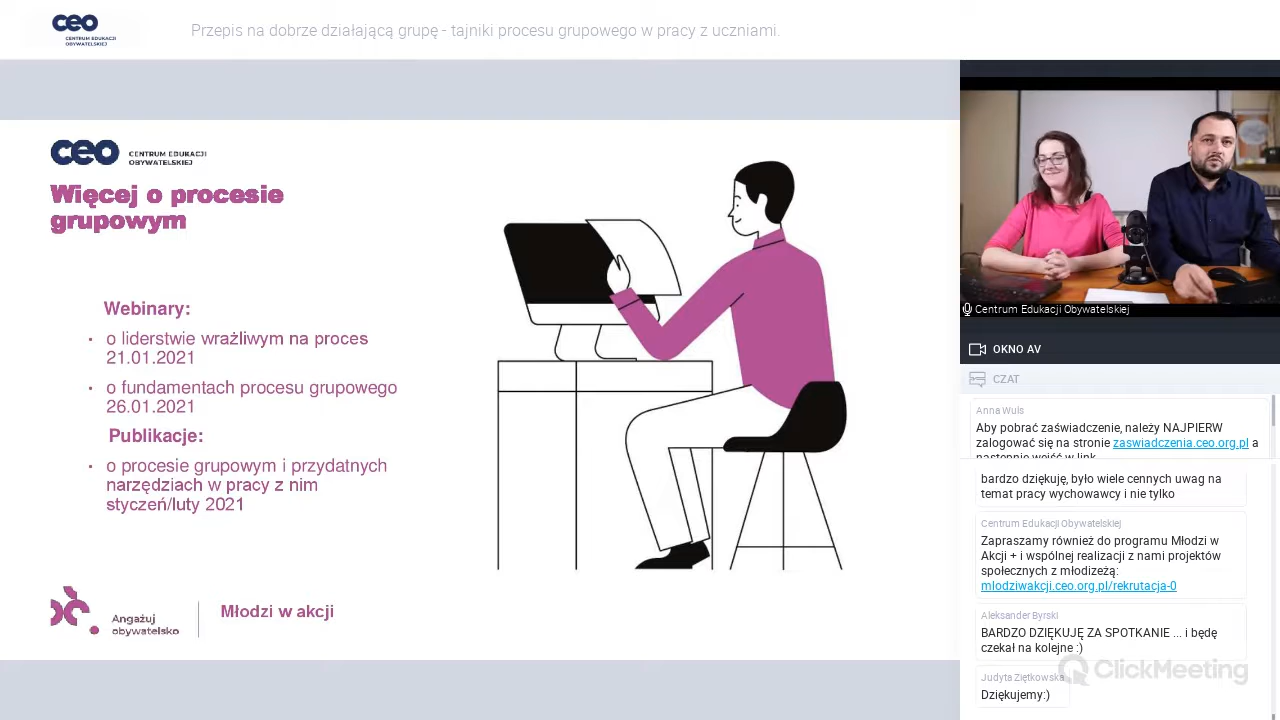 ceo
CENTRUM EDUKACJI
OBYWATELSKIEJ
Przepis na dobrze działającą grupę - tajniki procesu grupowego w pracy z uczniami.
ceo
CENTRUM EDUKACJI
OBYWATELSKIEJ
Więcej o procesie
grupowym
Webinary:
• o liderstwie wrażliwym na proces
21.01.2021
• o fundamentach procesu grupowego
26.01.2021
Publikacje:
• o procesie grupowym i przydatnych
narzędziach w pracy z nim
styczeń/luty 2021
Angażuj
obywatelsko
Młodzi w akcji
Centrum Edukacji Obywatelskiej
OKNO AV
CZAT
Anna Wuls
Aby pobrać zaświadczenie, należy NAJPIERW
zalogować się na stronie zaswiadczenia.ceo.org.pl a
następnie wejść w link
bardzo dziękuję, było wiele cennych uwag na
temat pracy wychowawcy i nie tylko
Centrum Edukacji Obywatelskiej
Zapraszamy również do programu Młodzi w
Akcji + i wspólnej realizacji z nami projektów
społecznych z młodzieżą:
mlodziwakcji.ceo.org.pl/rekrutacja-0
Aleksander Byrski
BARDZO DZIĘKUJĘ ZA SPOTKANIE ... i będę
czekał na kolejne :)
ClickMeeting
Judyta Ziętkowska
Dziękujemy:)